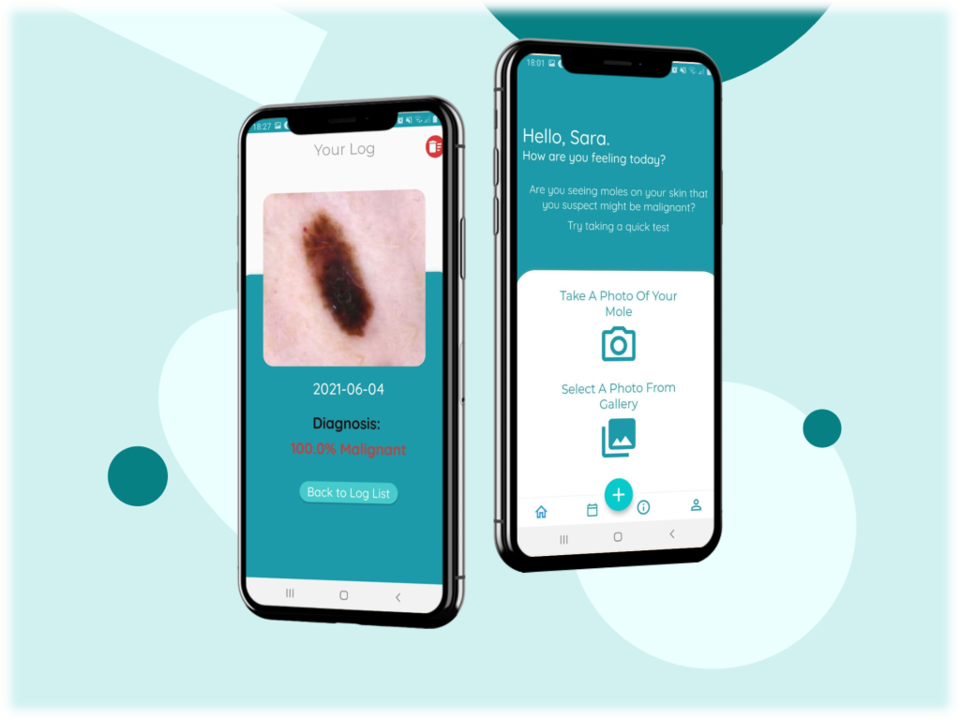 18:27
Your Log
2021-06-04
Diagnosis:
100.0% Malignant
Back to Log List
18:01
Hello, Sara.
How are you feeling today?
Are you seeing moles on your skin that
you suspect might be malignant?
Try taking a quick test
Take A Photo Of Your
Mole
Select A Photo From
Gallery